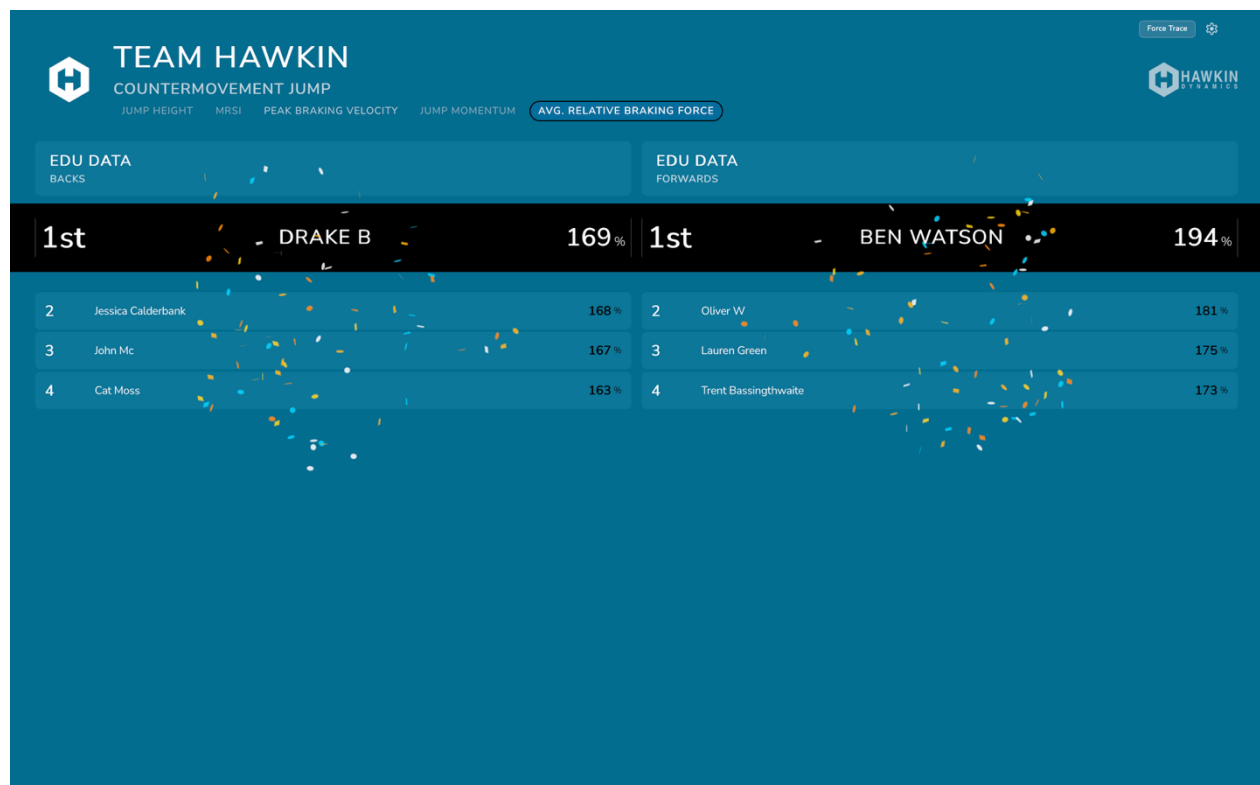 Force Trace
TEAM HAWKIN
COUNTERMOVEMENT JUMP
JUMP HEIGHT MRSI PEAK BRAKING VELOCITY JUMP MOMENTUM AVG. RELATIVE BRAKING FORCE
HAWKIN
DYNAMICS
EDU DATA
BACKS
1st DRAKE B 169 %
2 Jessica Calderbank 168 %
3 John Mc 167 %
4 Cat Moss 163 %
EDU DATA
FORWARDS
1st BEN WATSON 194 %
2 Oliver W 181 %
3 Lauren Green 175 %
4 Trent Bassingthwaite 173 %